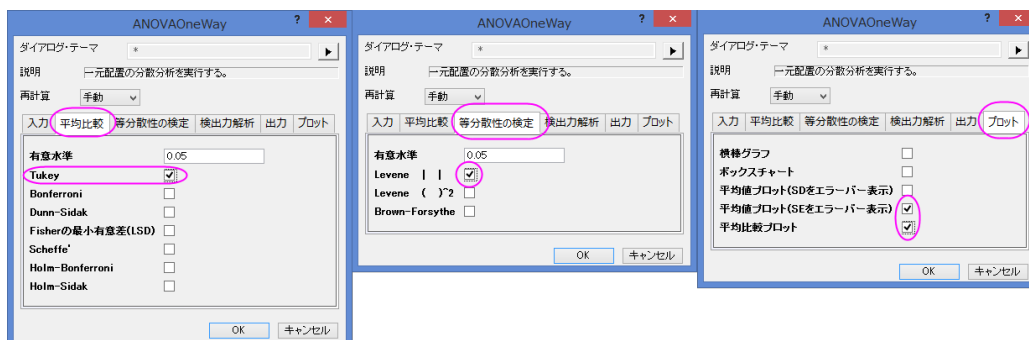 ANOVAOneWay ? ×
ダイアログ・テーマ *
説明 一元配置の分散分析を実行する。
再計算 手動
入力 平均比較 等分散性の検定 検出力解析 出力 プロット
有意水準 0.05
Tukey
Bonferroni
Dunn-Sidak
Fisherの最小有意差(LSD)
Scheffe'
Holm-Bonferroni
Holm-Sidak
OK キャンセル
ANOVAOneWay ? ×
ダイアログ・テーマ *
説明 一元配置の分散分析を実行する。
再計算 手動
入力 平均比較 等分散性の検定 検出力解析 出力 プロット
有意水準 0.05
Levene | |
Levene ( )^2
Brown-Forsythe
OK キャンセル
ANOVAOneWay ? ×
ダイアログ・テーマ *
説明 一元配置の分散分析を実行する。
再計算 手動
入力 平均比較 等分散性の検定 検出力解析 出力 プロット
横棒グラフ
ボックスチャート
平均値プロット(SDをエラーバー表示)
平均値プロット(SEをエラーバー表示)
平均比較プロット
OK キャンセル